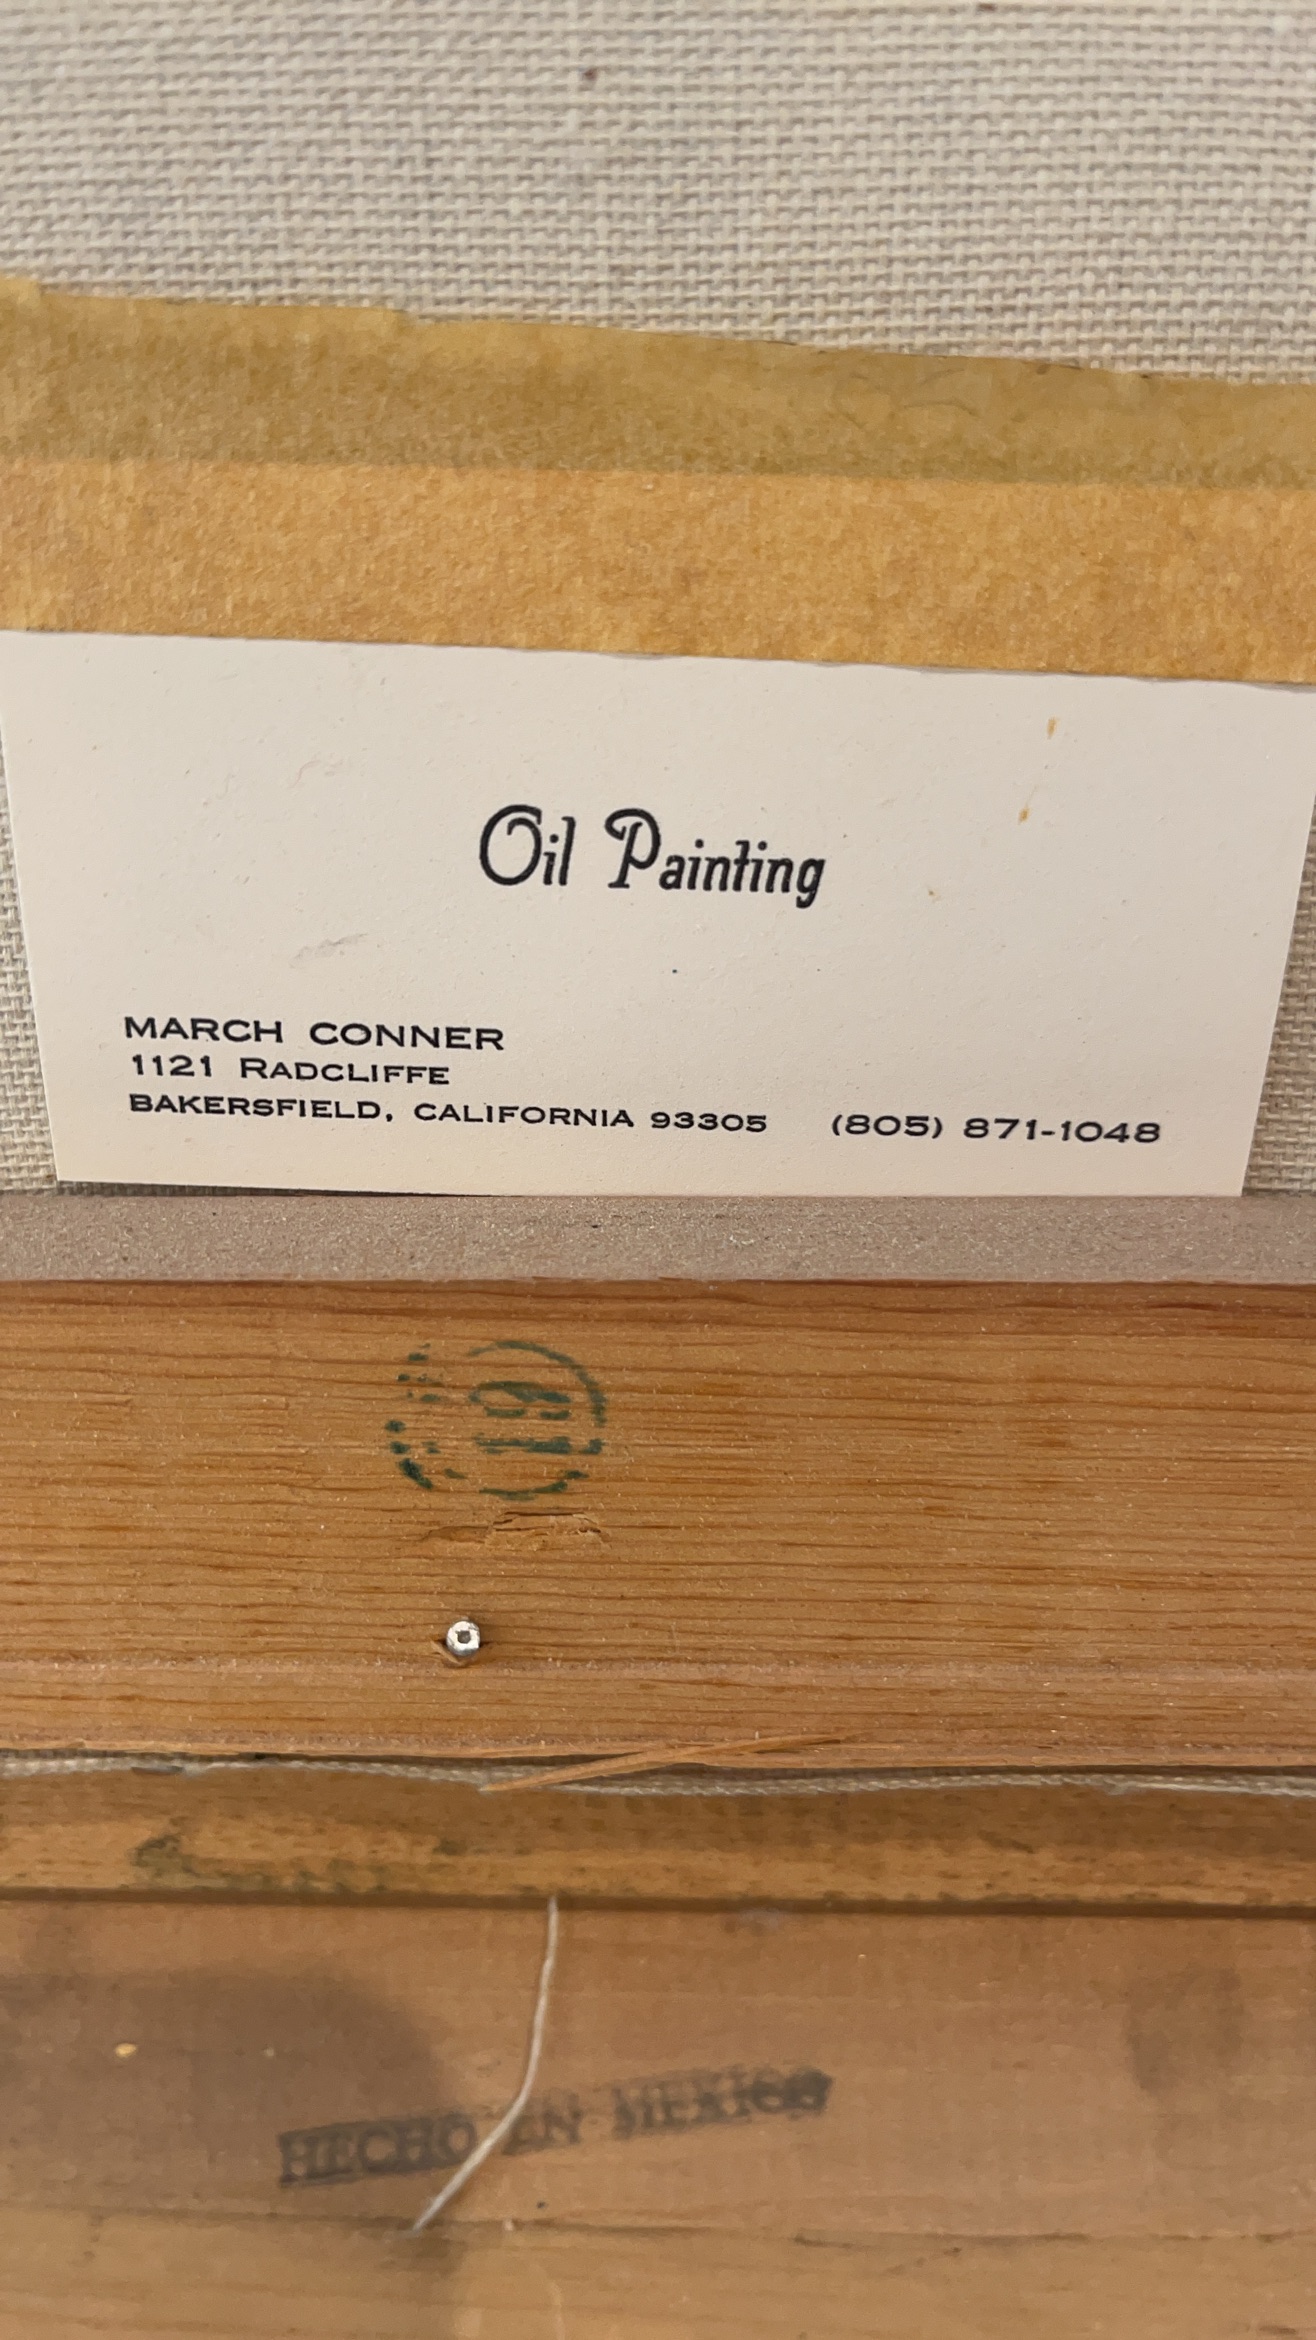 Oil Painting
MARCH CONNER
1121 RADCLIFFE
BAKERSFIELD, CALIFORNIA 93305 (805) 871-1048
HECHO EN MEXICO